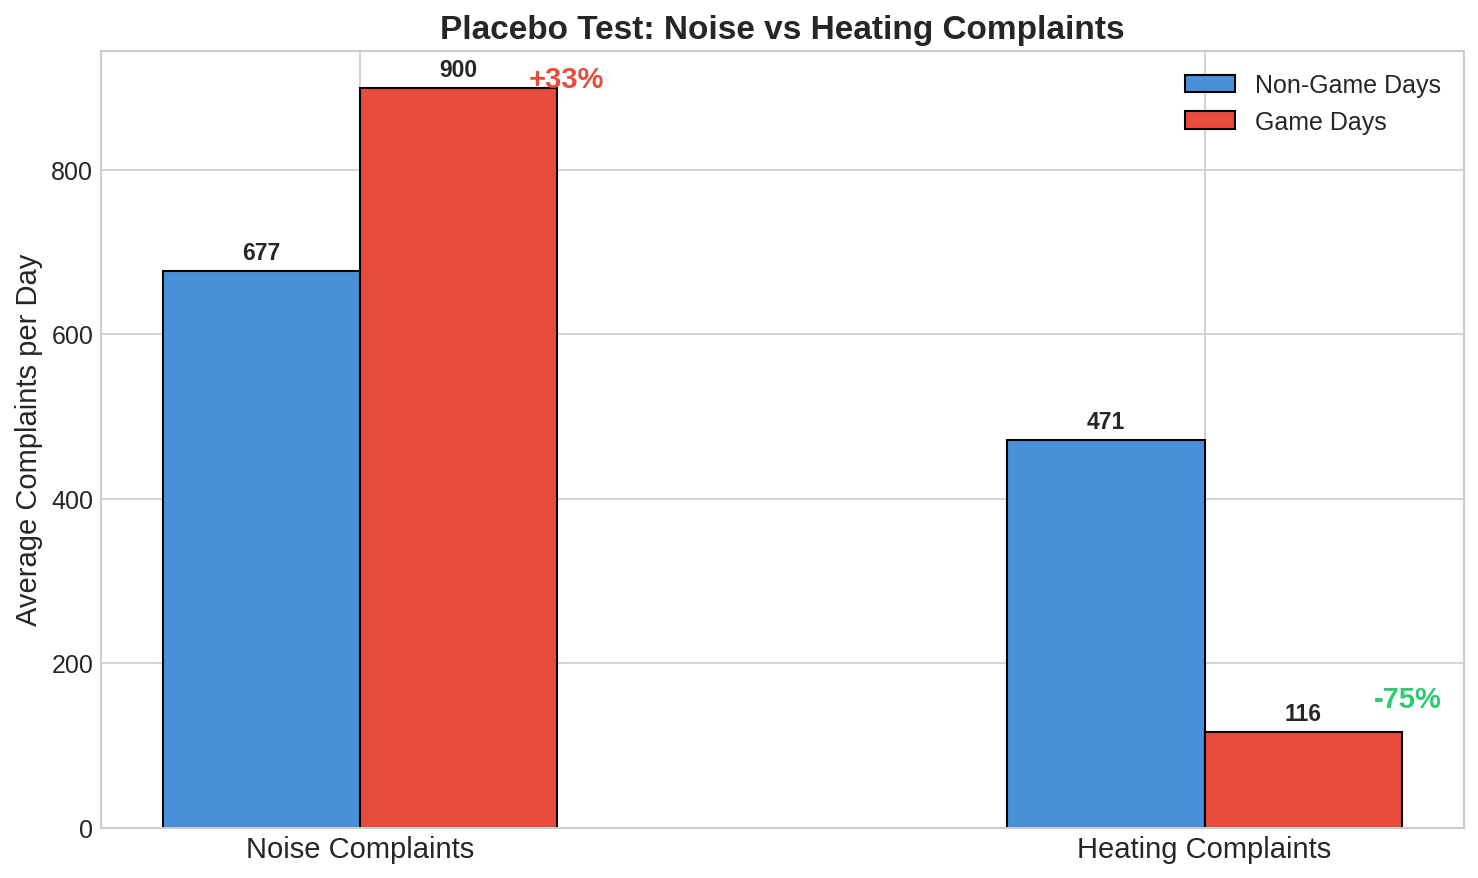 Placebo Test: Noise vs Heating Complaints
900
+33%
Non-Game Days
Game Days
800
677
600
471
400
200
-75%
116
0
Noise Complaints
Heating Complaints
Average Complaints per Day